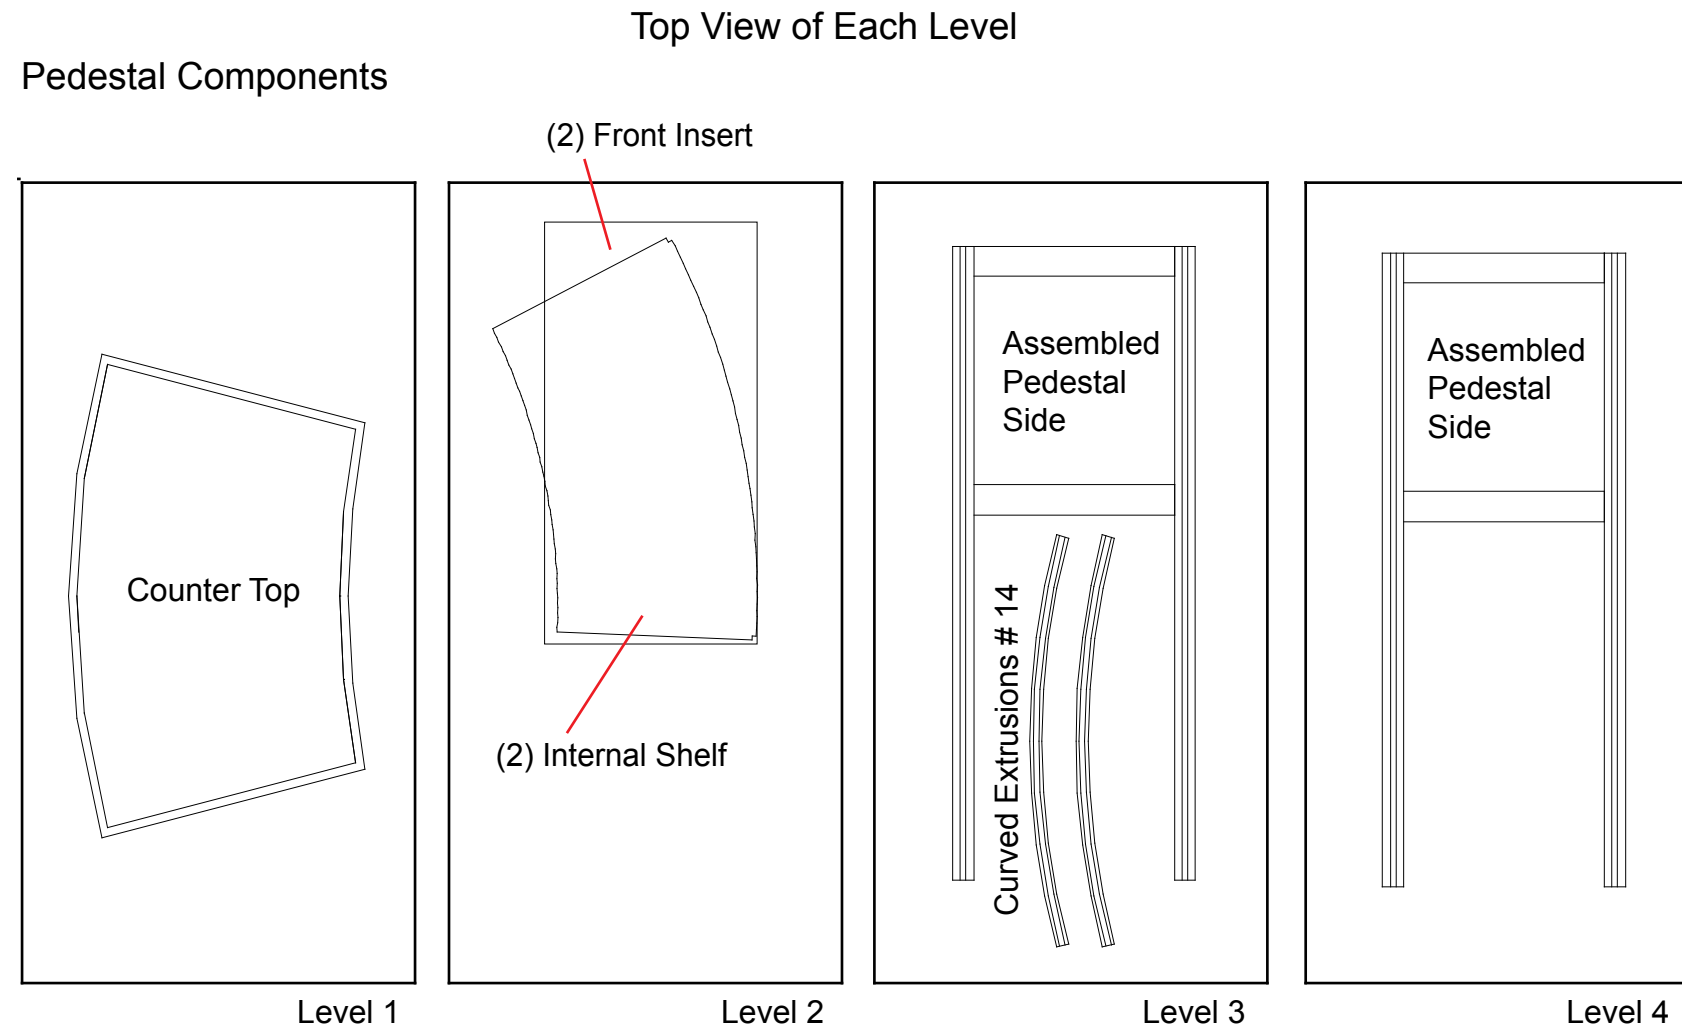 Top View of Each Level
Pedestal Components
(2) Front Insert
Counter Top
(2) Internal Shelf
Assembled
Pedestal
Side
Curved Extrusions # 14
Assembled
Pedestal
Side
Level 1
Level 2
Level 3
Level 4